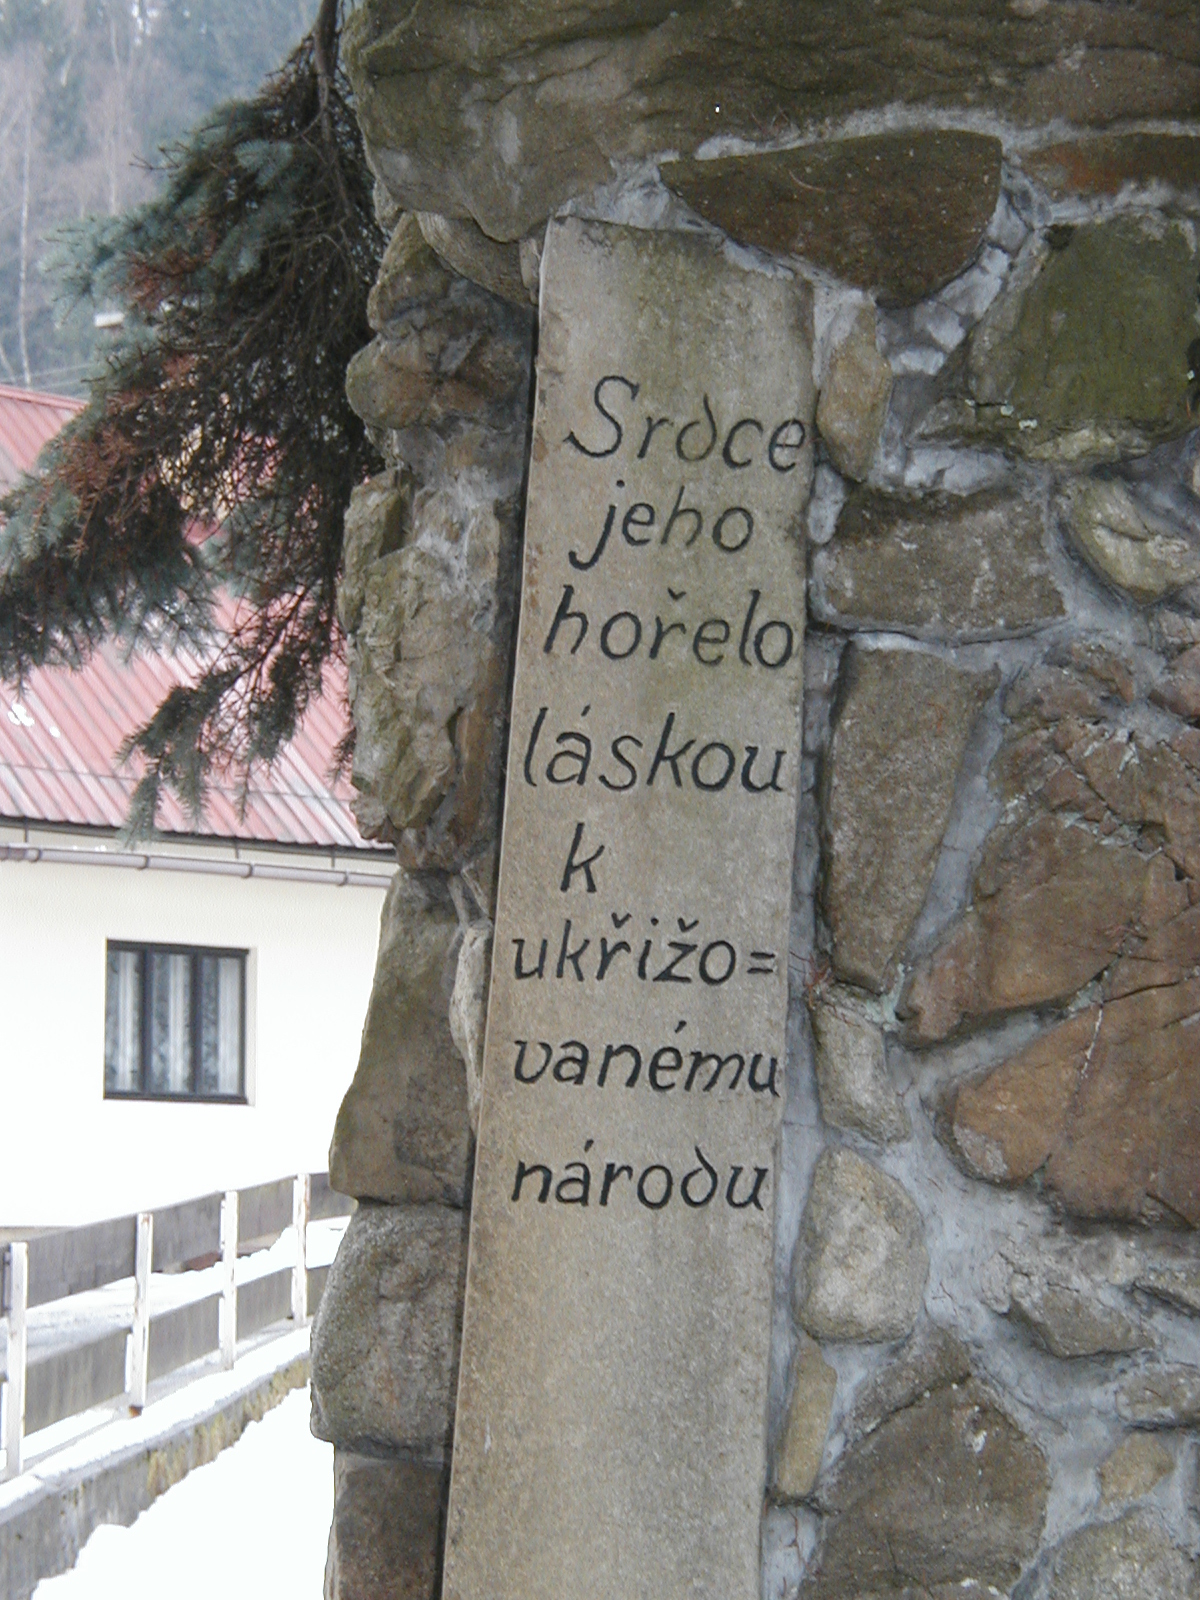 Srdce
jeho
hořelo
láskou
k
ukřižo=
vanému
národu